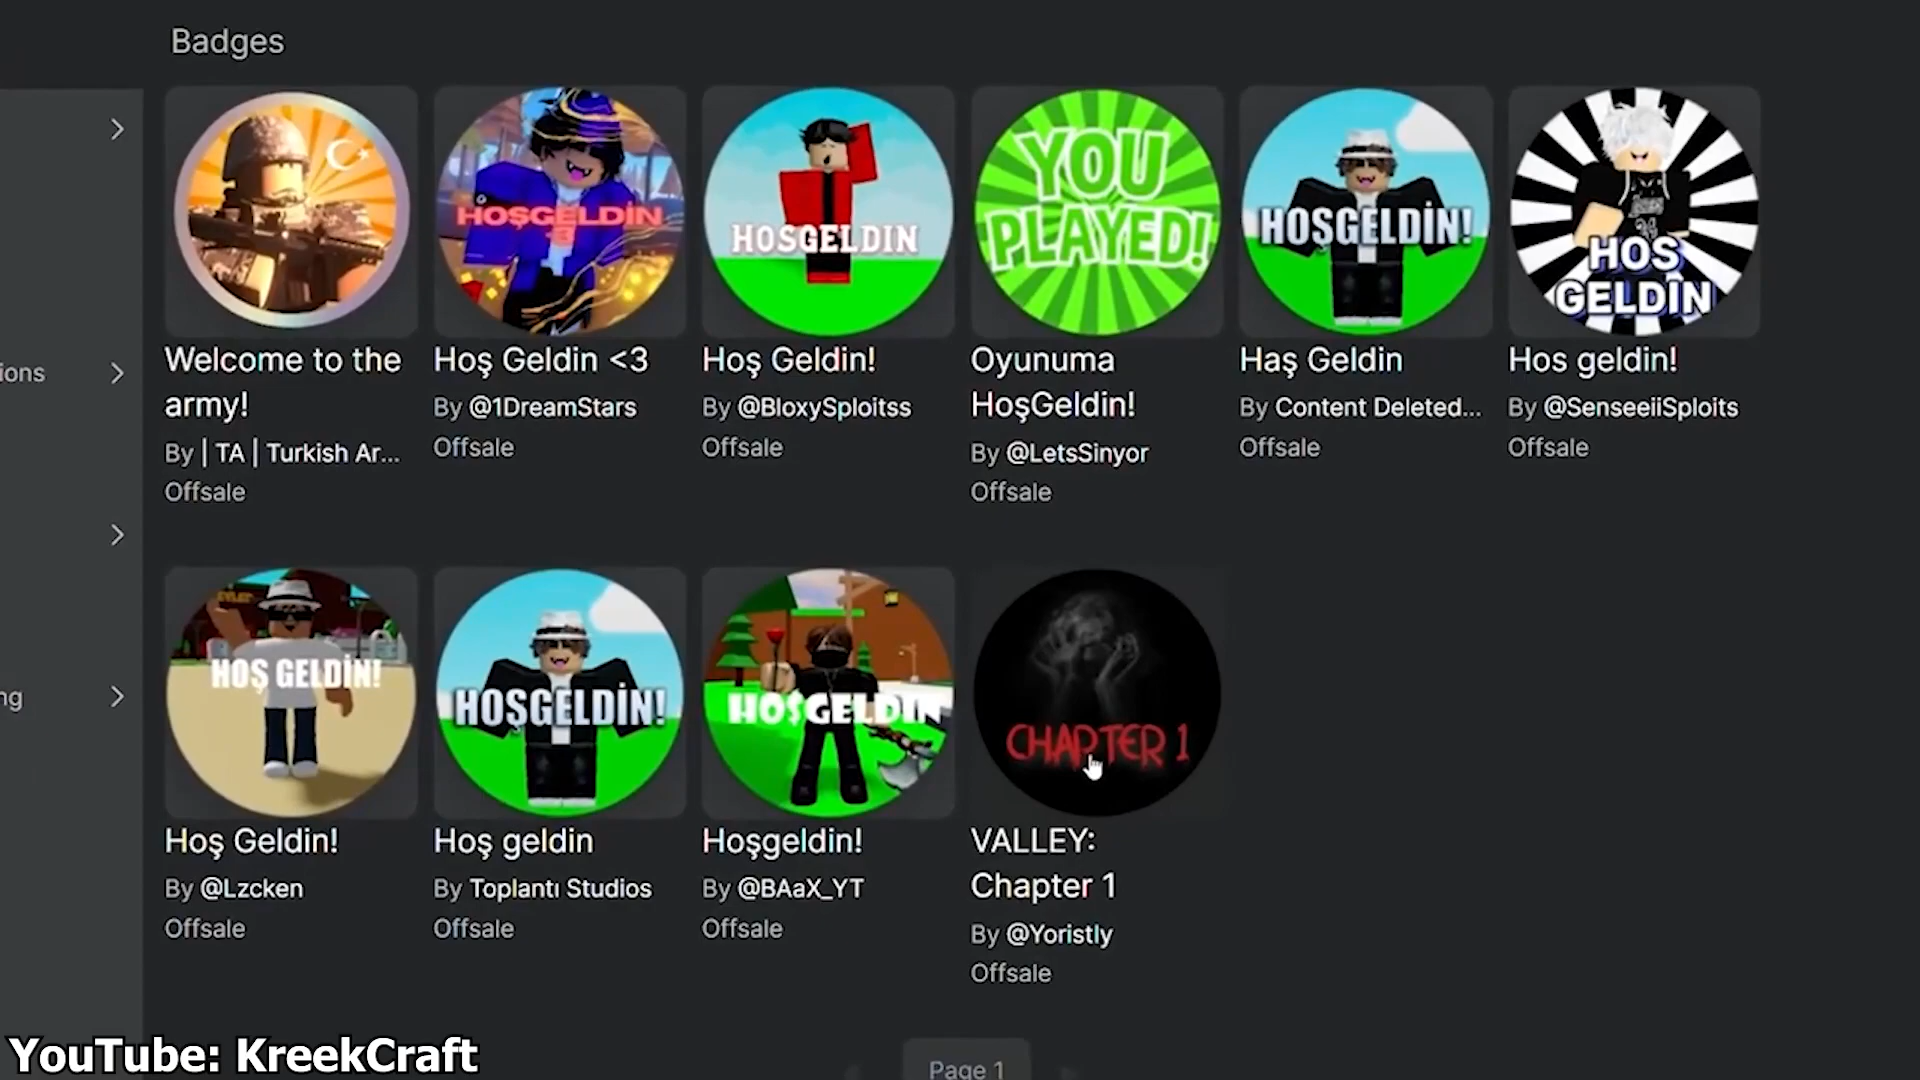 Badges
HOŞGELDİN
<3
HOSGELDIN
YOU
PLAYED!
HOŞGELDİN!
HOS
GELDİN
Welcome to the
army!
By | TA | Turkish Ar...
Offsale
Hoş Geldin <3
By @1DreamStars
Offsale
Hoş Geldin!
By @BloxySploitss
Offsale
Oyunuma
HoşGeldin!
By @LetsSinyor
Offsale
Haş Geldin
By Content Deleted...
Offsale
Hos geldin!
By @SenseeiiSploits
Offsale
ions
ng
HOŞ GELDİN!
HOŞGELDİN!
HOŞGELDIN
CHAPTER 1
Hoş Geldin!
By @Lzcken
Offsale
Hoş geldin
By Toplantı Studios
Offsale
Hoşgeldin!
By @BAaX_YT
Offsale
VALLEY:
Chapter 1
By @Yoristly
Offsale
Page 1
YouTube: KreekCraft